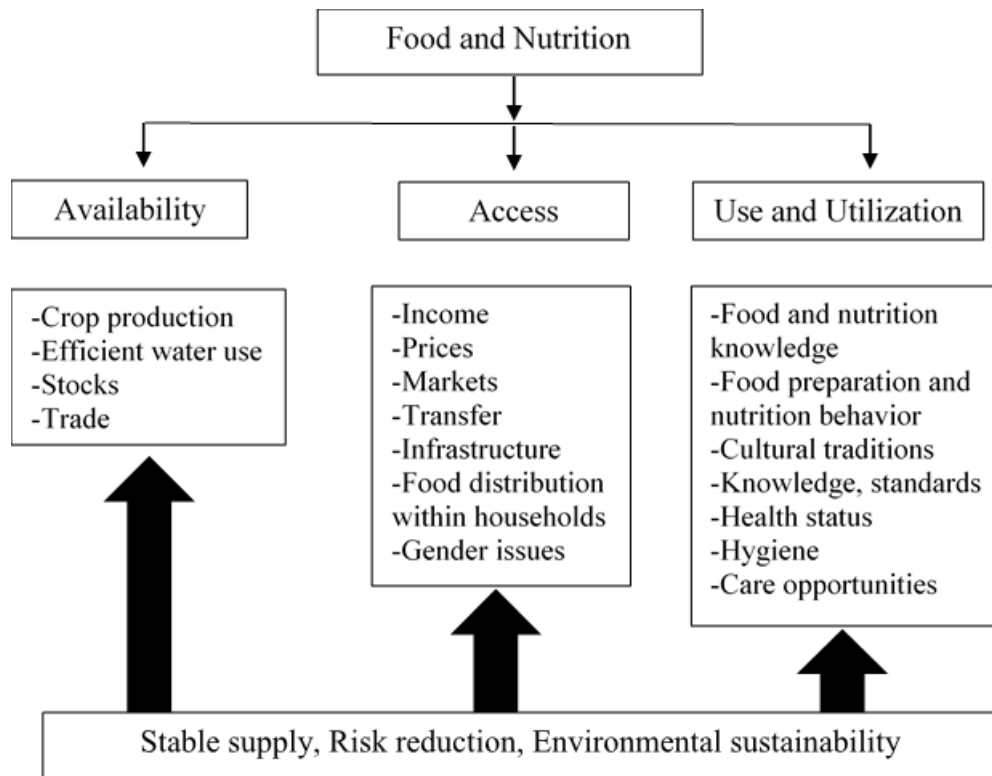 Food and Nutrition
Availability
Access
Use and Utilization
-Crop production
-Efficient water use
-Stocks
-Trade
-Income
-Prices
-Markets
-Transfer
-Infrastructure
-Food distribution
within households
-Gender issues
-Food and nutrition
knowledge
-Food preparation and
nutrition behavior
-Cultural traditions
-Knowledge, standards
-Health status
-Hygiene
-Care opportunities
Stable supply, Risk reduction, Environmental sustainability